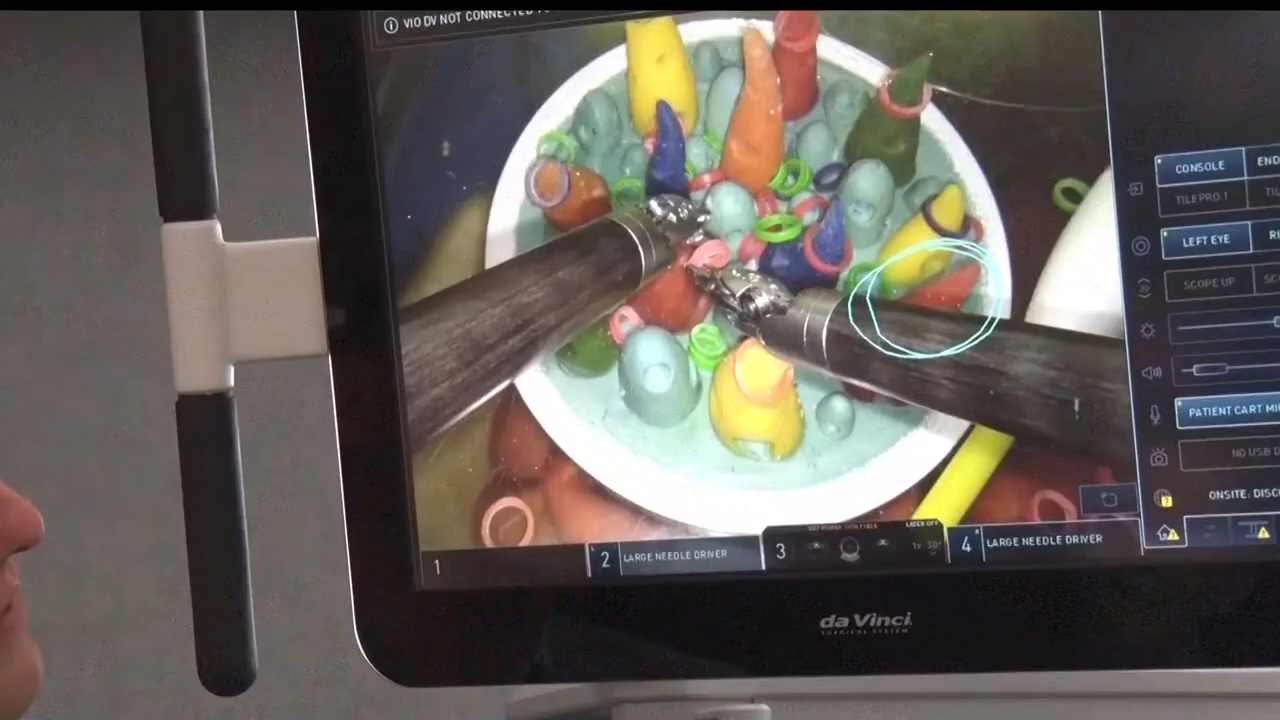 VIO DV NOT CONNECTED
CONSOLE
TILEPRO 1
LEFT EYE
SCOPE UP
PATIENT CART MI
NO USB D
ONSITE: DISC
1
2 LARGE NEEDLE DRIVER
3
4 LARGE NEEDLE DRIVER
da Vinci
SURGICAL SYSTEM